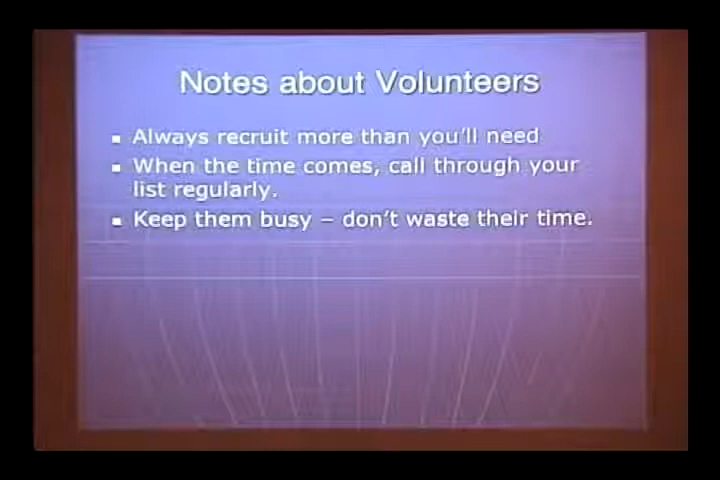 Notes about Volunteers
▪ Always recruit more than you'll need
▪ When the time comes, call through your
list regularly.
▪ Keep them busy – don't waste their time.